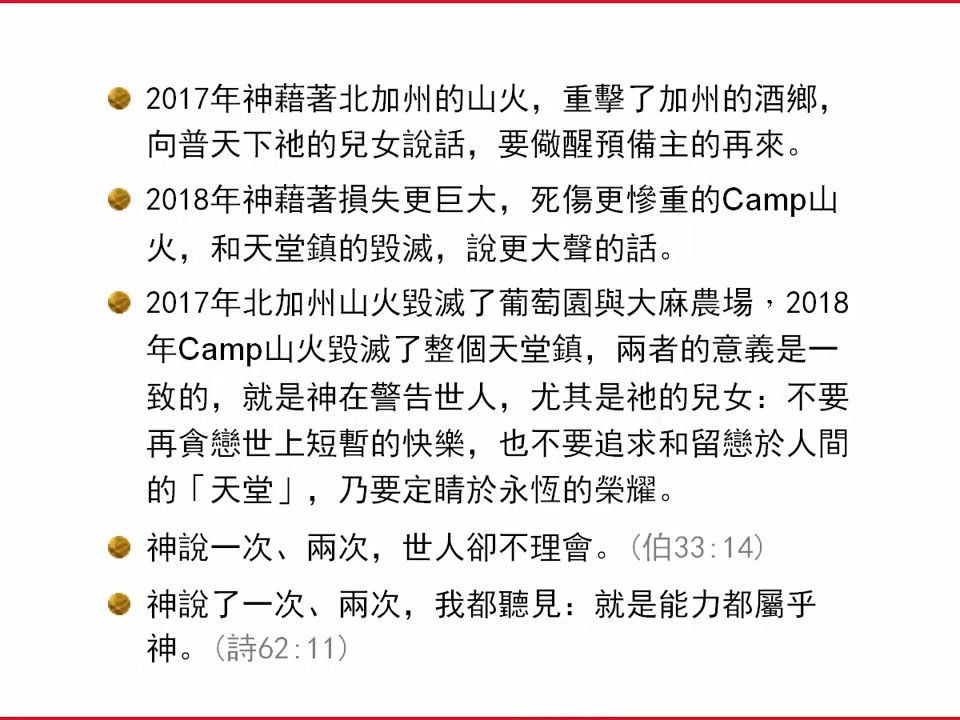 2017年神藉著北加州的山火，重擊了加州的酒鄉，
向普天下祂的兒女說話，要儆醒預備主的再來。
2018年神藉著損失更巨大，死傷更慘重的Camp山
火，和天堂鎮的毀滅，說更大聲的話。
2017年北加州山火毀滅了葡萄園與大麻農場，2018
年Camp山火毀滅了整個天堂鎮，兩者的意義是一
致的，就是神在警告世人，尤其是祂的兒女：不要
再貪戀世上短暫的快樂，也不要追求和留戀於人間
的「天堂」，乃要定睛於永恆的榮耀。
神說一次、兩次，世人卻不理會。(伯33:14)
神說了一次、兩次，我都聽見：就是能力都屬乎
神。(詩62:11)